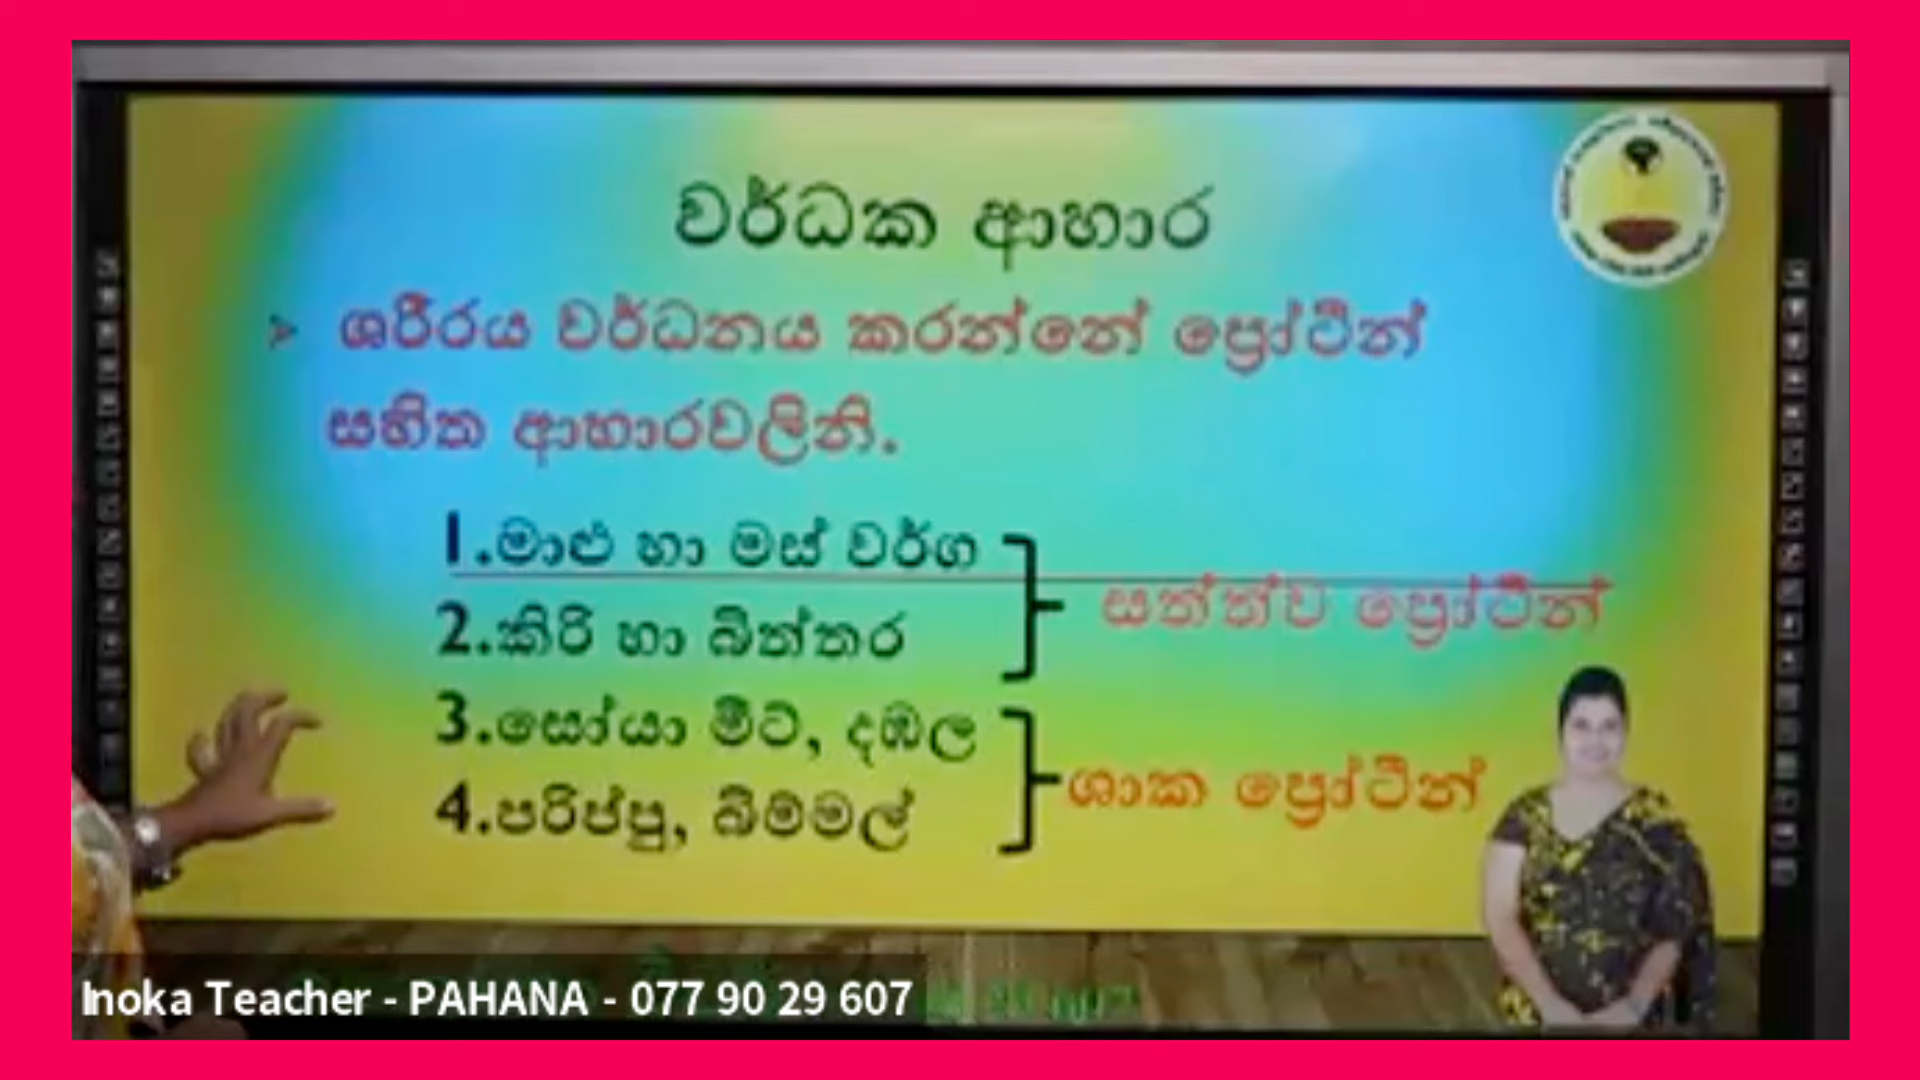 වර්ධක ආහාර
➢ ශරීරය වර්ධනය කරන්නේ ප්‍රෝටීන්
සහිත ආහාරවලිනි.
1.මාළු හා මස් වර්ග
2.කිරි හා බිත්තර
සත්ත්ව ප්‍රෝටීන්
3.සෝයා මීට්, දඹල
4.පරිප්පු, බිම්මල්
ශාක ප්‍රෝටීන්
Inoka Teacher - PAHANA - 077 90 29 607